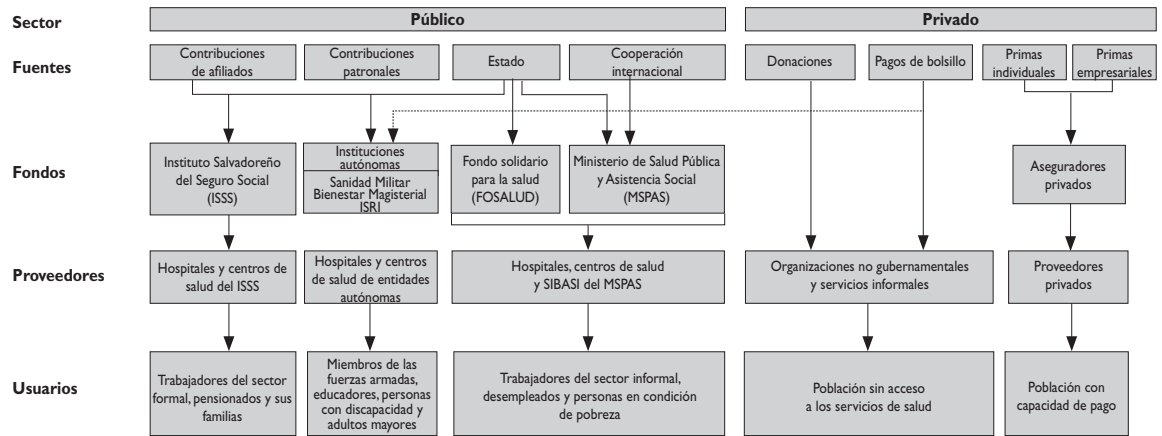 Sector
Público
Privado
Fuentes
Contribuciones
de afiliados
Contribuciones
patronales
Estado
Cooperación
internacional
Donaciones
Pagos de bolsillo
Primas
individuales
Primas
empresariales
Fondos
Instituto Salvadoreño
del Seguro Social
(ISSS)
Instituciones
autónomas
Sanidad Militar
Bienestar Magisterial
ISRI
Fondo solidario
para la salud
(FOSALUD)
Ministerio de Salud Pública
y Asistencia Social
(MSPAS)
Aseguradores
privados
Proveedores
Hospitales y centros de
salud del ISSS
Hospitales y centros
de salud de entidades
autónomas
Hospitales, centros de salud
y SIBASI del MSPAS
Organizaciones no gubernamentales
y servicios informales
Proveedores
privados
Usuarios
Trabajadores del sector
formal, pensionados y sus
familias
Miembros de las
fuerzas armadas,
educadores, personas
con discapacidad y
adultos mayores
Trabajadores del sector informal,
desempleados y personas en condición
de pobreza
Población sin acceso
a los servicios de salud
Población con
capacidad de pago